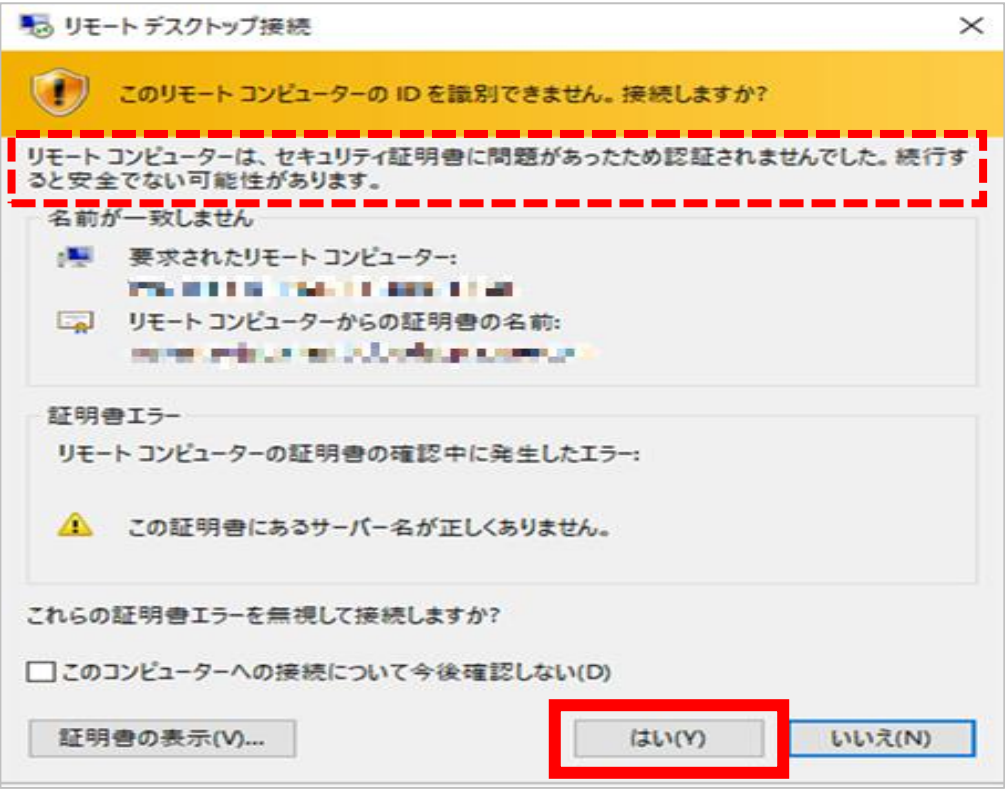 リモート デスクトップ接続
このリモート コンピューターの ID を識別できません。接続しますか?
リモート コンピューターは、セキュリティ証明書に問題があったため認証されませんでした。続行す
ると安全でない可能性があります。
名前が一致しません
要求されたリモート コンピューター:
リモート コンピューターからの証明書の名前:
証明書エラー
リモート コンピューターの証明書の確認中に発生したエラー:
この証明書にあるサーバー名が正しくありません。
これらの証明書エラーを無視して接続しますか?
このコンピューターへの接続について今後確認しない(D)
証明書の表示(V)... はい(Y) いいえ(N)